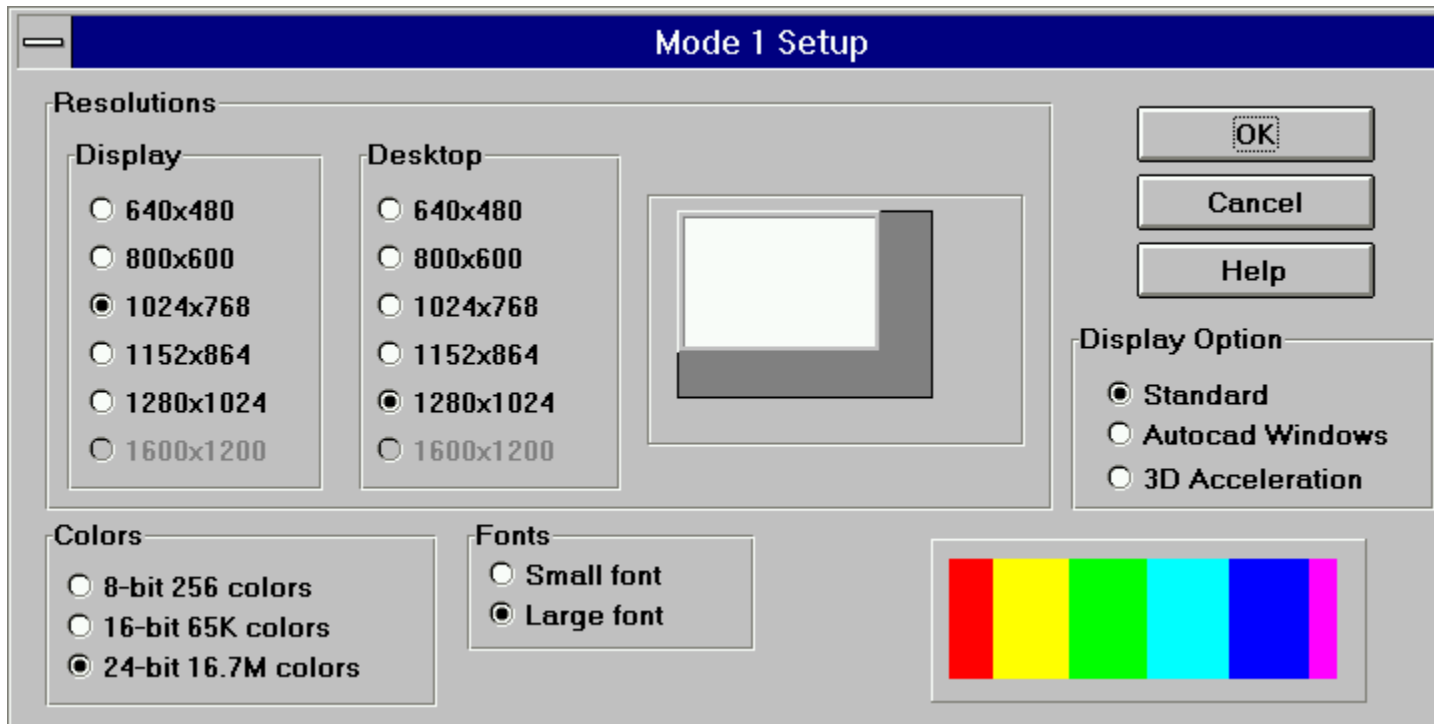 Mode 1 Setup
Resolutions
Display
640x480
800x600
1024x768
1152x864
1280x1024
1600x1200
Desktop
640x480
800x600
1024x768
1152x864
1280x1024
1600x1200
OK
Cancel
Help
Display Option
Standard
Autocad Windows
3D Acceleration
Colors
8-bit 256 colors
16-bit 65K colors
24-bit 16.7M colors
Fonts
Small font
Large font